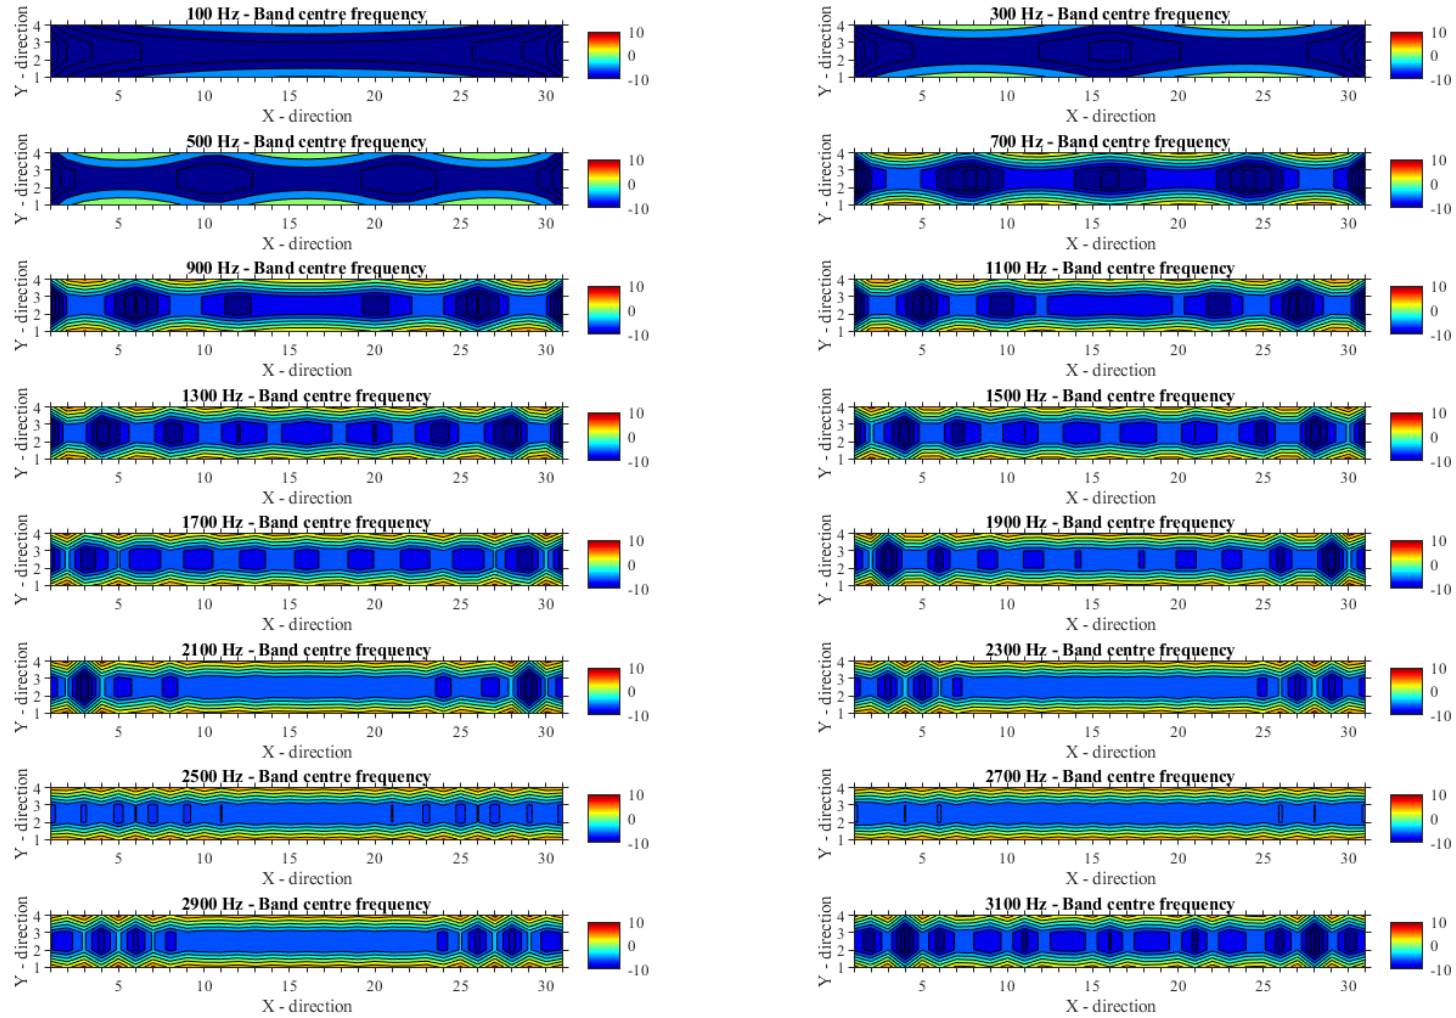 100 Hz - Band centre frequency
Y - direction
4
3
2
1
5 10 15 20 25 30
X - direction
10
0
-10
300 Hz - Band centre frequency
Y - direction
4
3
2
1
5 10 15 20 25 30
X - direction
10
0
-10
500 Hz - Band centre frequency
Y - direction
4
3
2
1
5 10 15 20 25 30
X - direction
10
0
-10
700 Hz - Band centre frequency
Y - direction
4
3
2
1
5 10 15 20 25 30
X - direction
10
0
-10
900 Hz - Band centre frequency
Y - direction
4
3
2
1
5 10 15 20 25 30
X - direction
10
0
-10
1100 Hz - Band centre frequency
Y - direction
4
3
2
1
5 10 15 20 25 30
X - direction
10
0
-10
1300 Hz - Band centre frequency
Y - direction
4
3
2
1
5 10 15 20 25 30
X - direction
10
0
-10
1500 Hz - Band centre frequency
Y - direction
4
3
2
1
5 10 15 20 25 30
X - direction
10
0
-10
1700 Hz - Band centre frequency
Y - direction
4
3
2
1
5 10 15 20 25 30
X - direction
10
0
-10
1900 Hz - Band centre frequency
Y - direction
4
3
2
1
5 10 15 20 25 30
X - direction
10
0
-10
2100 Hz - Band centre frequency
Y - direction
4
3
2
1
5 10 15 20 25 30
X - direction
10
0
-10
2300 Hz - Band centre frequency
Y - direction
4
3
2
1
5 10 15 20 25 30
X - direction
10
0
-10
2500 Hz - Band centre frequency
Y - direction
4
3
2
1
5 10 15 20 25 30
X - direction
10
0
-10
2700 Hz - Band centre frequency
Y - direction
4
3
2
1
5 10 15 20 25 30
X - direction
10
0
-10
2900 Hz - Band centre frequency
Y - direction
4
3
2
1
5 10 15 20 25 30
X - direction
10
0
-10
3100 Hz - Band centre frequency
Y - direction
4
3
2
1
5 10 15 20 25 30
X - direction
10
0
-10